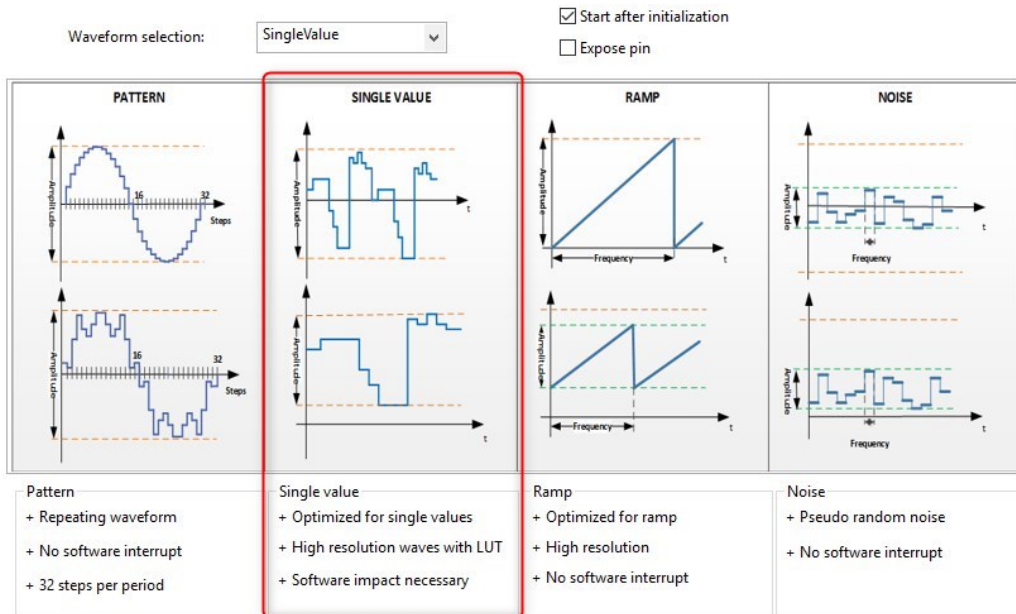 Waveform selection:
SingleValue
Start after initialization
Expose pin
PATTERN
SINGLE VALUE
RAMP
NOISE
Amplitude
16
32
Steps
Amplitude
16
32
Steps
Amplitude
t
Amplitude
t
Amplitude
Frequency
t
Amplitude
Frequency
t
Amplitude
t
Frequency
Amplitude
t
Frequency
Pattern
+ Repeating waveform
+ No software interrupt
+ 32 steps per period
Single value
+ Optimized for single values
+ High resolution waves with LUT
+ Software impact necessary
Ramp
+ Optimized for ramp
+ High resolution
+ No software interrupt
Noise
+ Pseudo random noise
+ No software interrupt